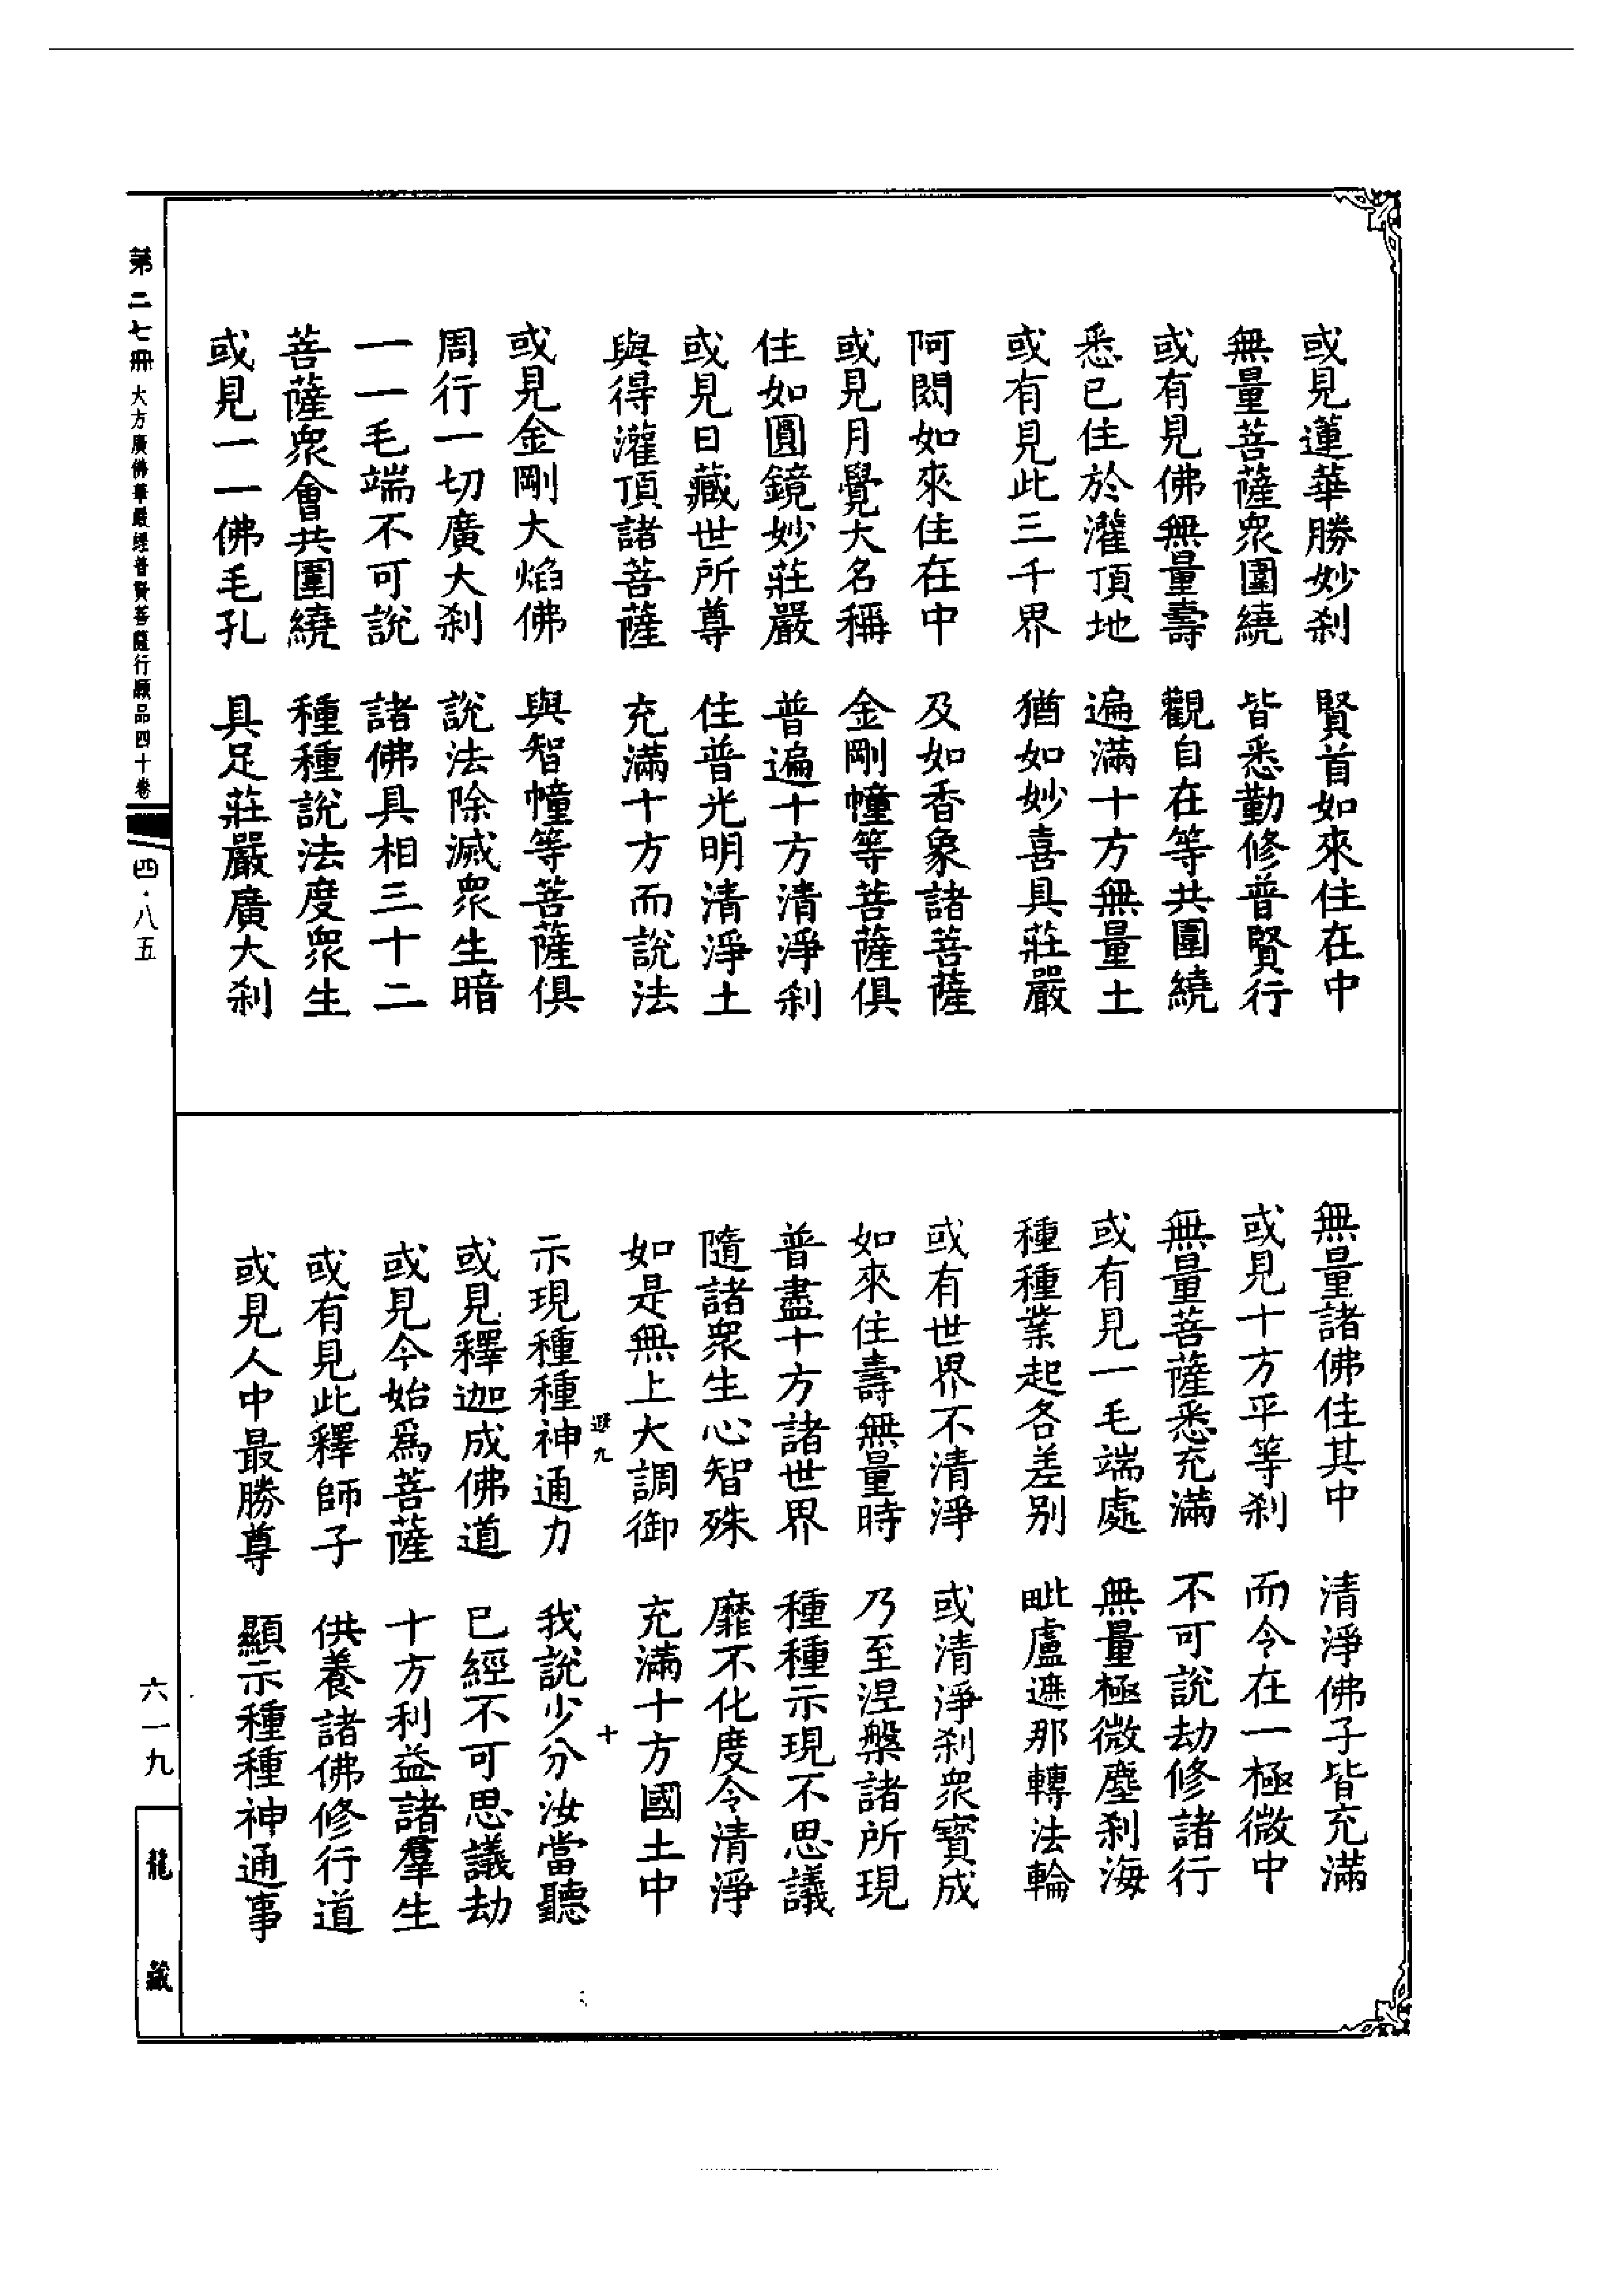 或見蓮華勝妙刹　賢首如來住在中
無量菩薩衆圍繞　皆悉勤修普賢行
或有見佛無量壽　觀自在等共圍繞
悉已住於灌頂地　遍滿十方無量土
或有見此三千界　猶如妙喜具莊嚴
阿閦如來住在中　及如香象諸菩薩
或見月覺大名稱　金剛幢等菩薩俱
住如圓鏡妙莊嚴　普遍十方清淨刹
或見日藏世所尊　住普光明清淨土
與得灌頂諸菩薩　充滿十方而說法
或見金剛大焰佛　與智幢等菩薩俱
周行一切廣大刹　說法除滅衆生暗
一一毛端不可說　諸佛具相三十二
菩薩衆會共圍繞　種種說法度衆生
或見一一佛毛孔　具足莊嚴廣大刹
無量諸佛住其中　清淨佛子皆充滿
或見十方平等刹　而令在一極微中
無量菩薩悉充滿　不可說劫修諸行
或有見一毛端處　無量極微塵刹海
種種業起各差别　毗盧遮那轉法輪
或有世界不清淨　或清淨刹衆寶成
如來住壽無量時　乃至涅槃諸所現
普盡十方諸世界　種種示現不思議
隨諸衆生心智殊　靡不化度令清淨
如是無上大調御　充滿十方國土中
遊九　十
示現種種神通力　我說少分汝當聽
或見釋迦成佛道　已經不可思議劫
或見今始爲菩薩　十方利益諸羣生
或有見此釋師子　供養諸佛修行道
或見人中最勝尊　顯示種種神通事
第二七冊　大方廣佛華嚴經普賢菩薩行願品四十卷　四・八五
六一九
龍藏